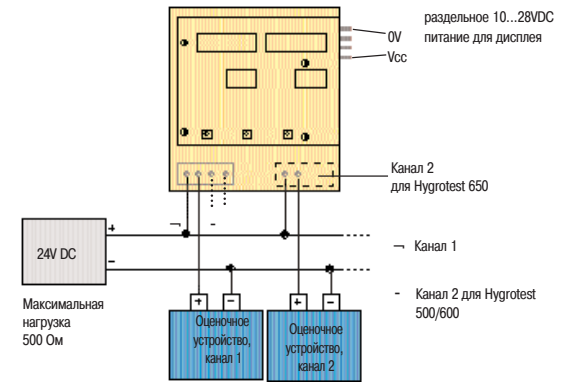 раздельное 10...28VDC
0V
питание для дисплея
Vcc
Канал 2
для Hygrotest 650
¬
-
+
24V DC
-
¬ Канал 1
- Канал 2 для Hygrotest
500/600
Максимальная
нагрузка
500 Ом
+ - + -
Оценочное
устройство,
канал 1
Оценочное
устройство,
канал 2